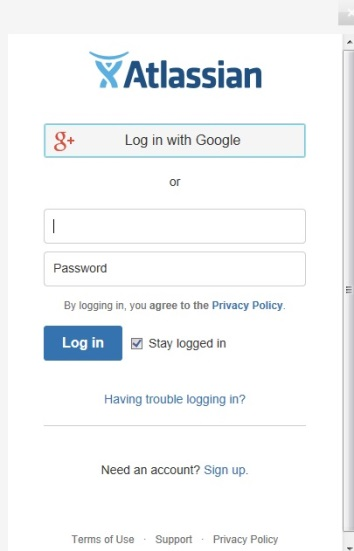 Atlassian
g+ Log in with Google
or
Password
By logging in, you agree to the Privacy Policy.
Log in Stay logged in
Having trouble logging in?
Need an account? Sign up.
Terms of Use · Support · Privacy Policy